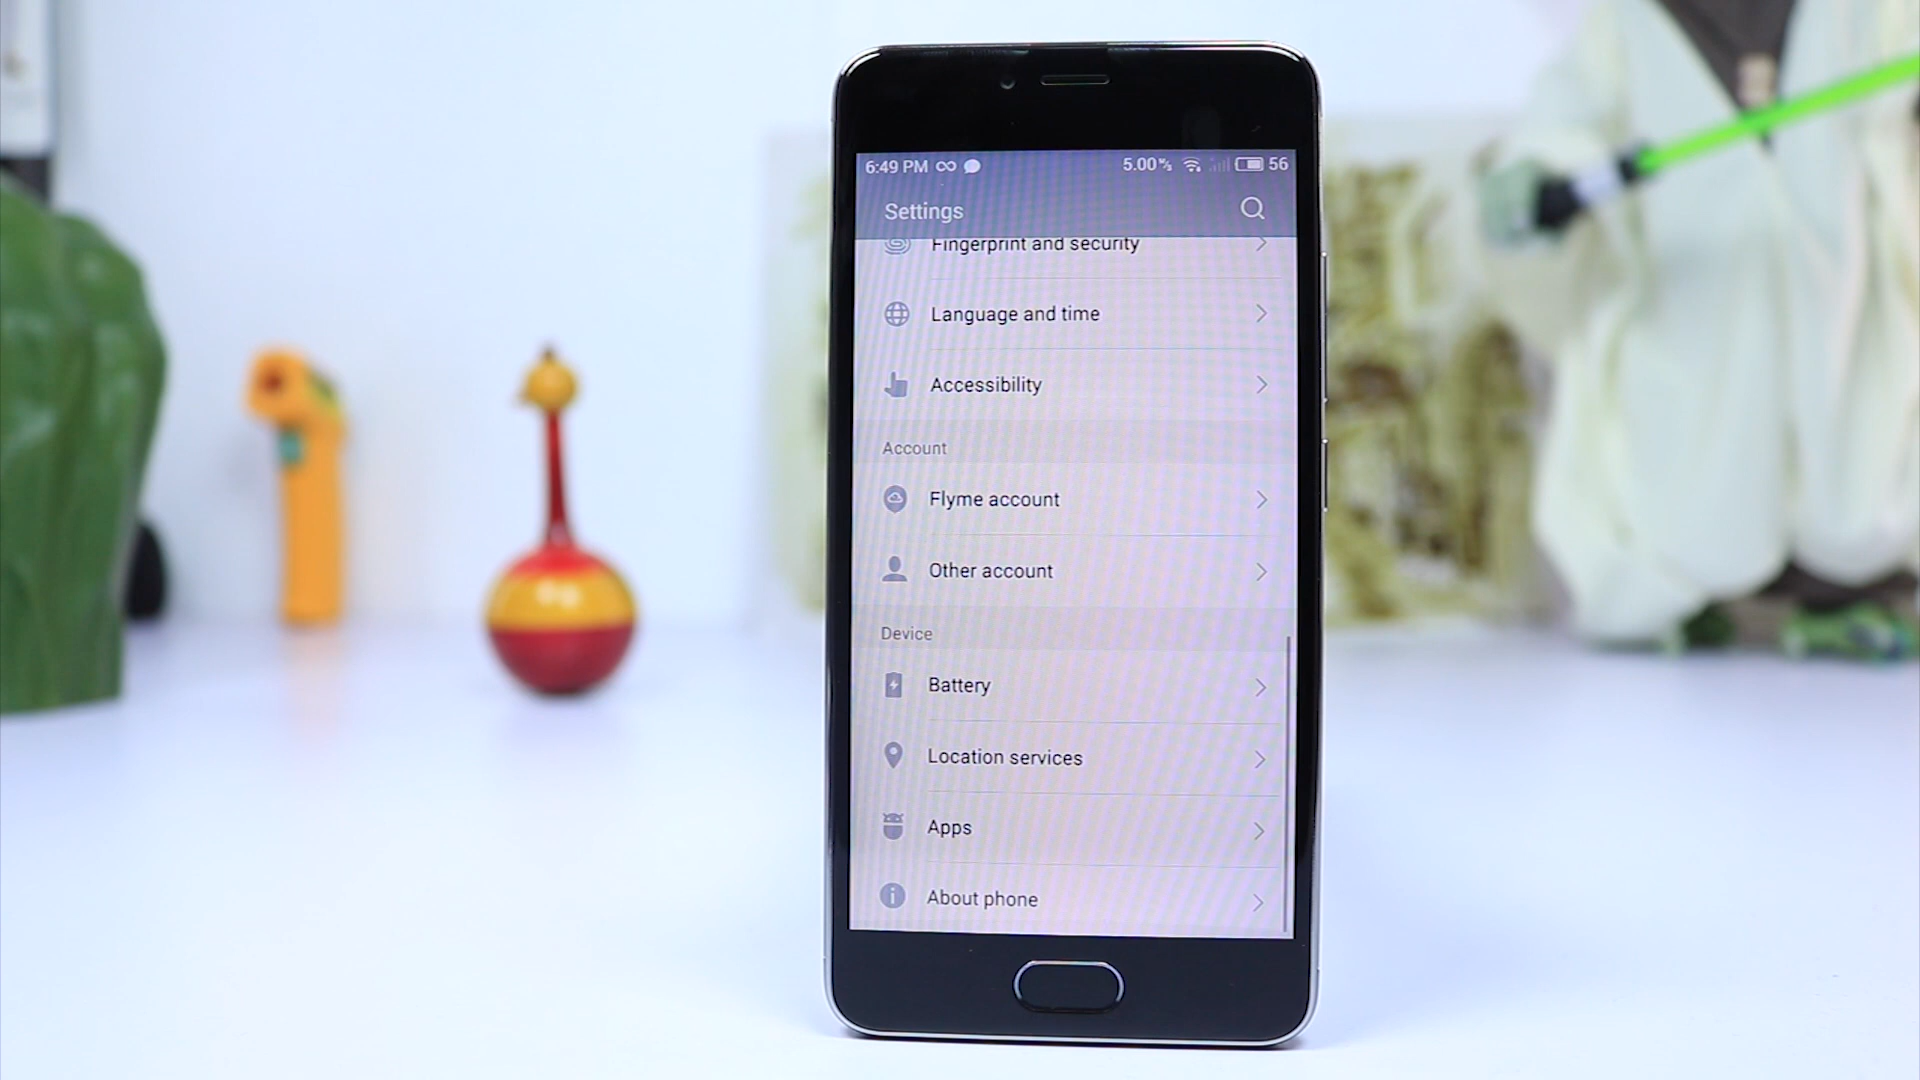 6:49 PM 5.00 K/s 56
Settings
Fingerprint and security
Language and time
Accessibility
Account
Flyme account
Other account
Device
Battery
Location services
Apps
About phone